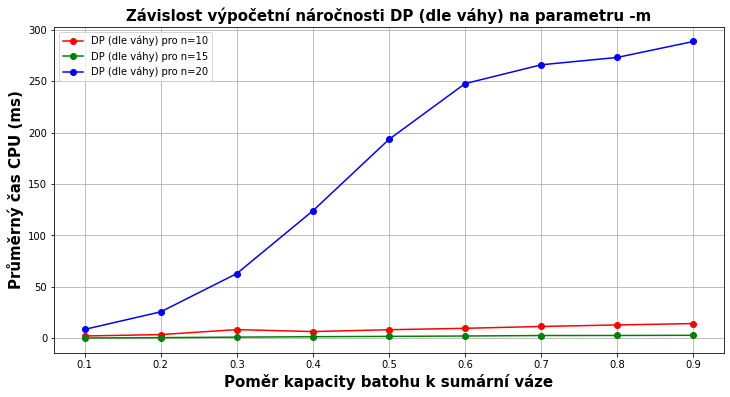 Závislost výpočetní náročnosti DP (dle váhy) na parametru -m
DP (dle váhy) pro n=10
DP (dle váhy) pro n=15
DP (dle váhy) pro n=20
Průměrný čas CPU (ms)
300
250
200
150
100
50
0
0.1 0.2 0.3 0.4 0.5 0.6 0.7 0.8 0.9
Poměr kapacity batohu k sumární váze